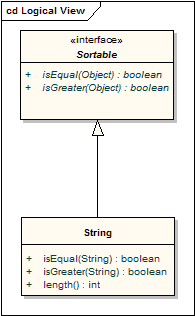 cd Logical View
«interface»
Sortable
+ isEqual(Object) : boolean
+ isGreater(Object) : boolean
String
+ isEqual(String) : boolean
+ isGreater(String) : boolean
+ length() : int